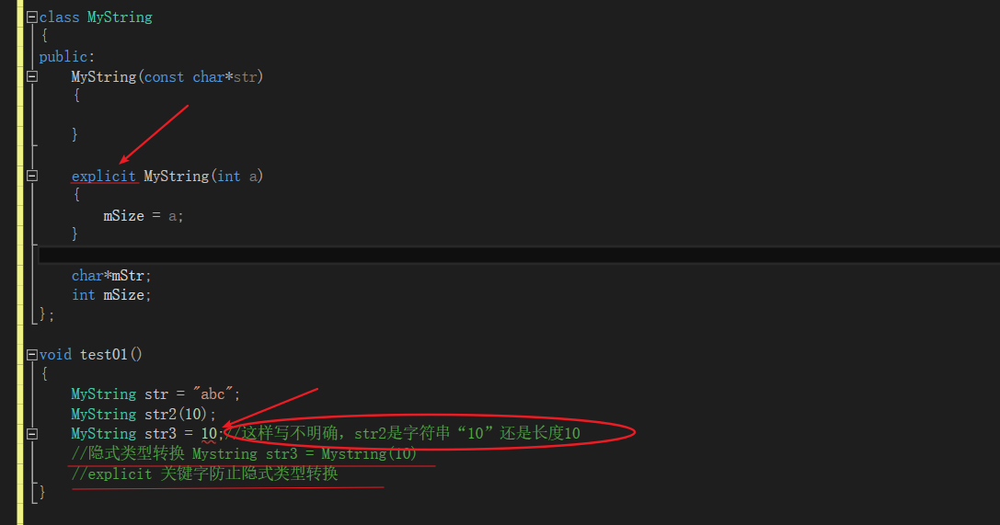 class MyString
{
public:
MyString(const char*str)
{
}
explicit MyString(int a)
{
mSize = a;
}
char*mStr;
int mSize;
};
void test01()
{
MyString str = "abc";
MyString str2(10);
MyString str3 = 10;//这样写不明确，str2是字符串“10”还是长度10
//隐式类型转换 Mystring str3 = Mystring(10)
//explicit 关键字防止隐式类型转换
}